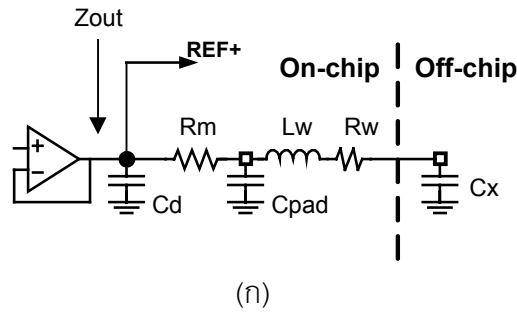 Zout
REF+
On-chip
Off-chip
Rm
Lw
Rw
+
−
Cd
Cpad
Cx
(ก)